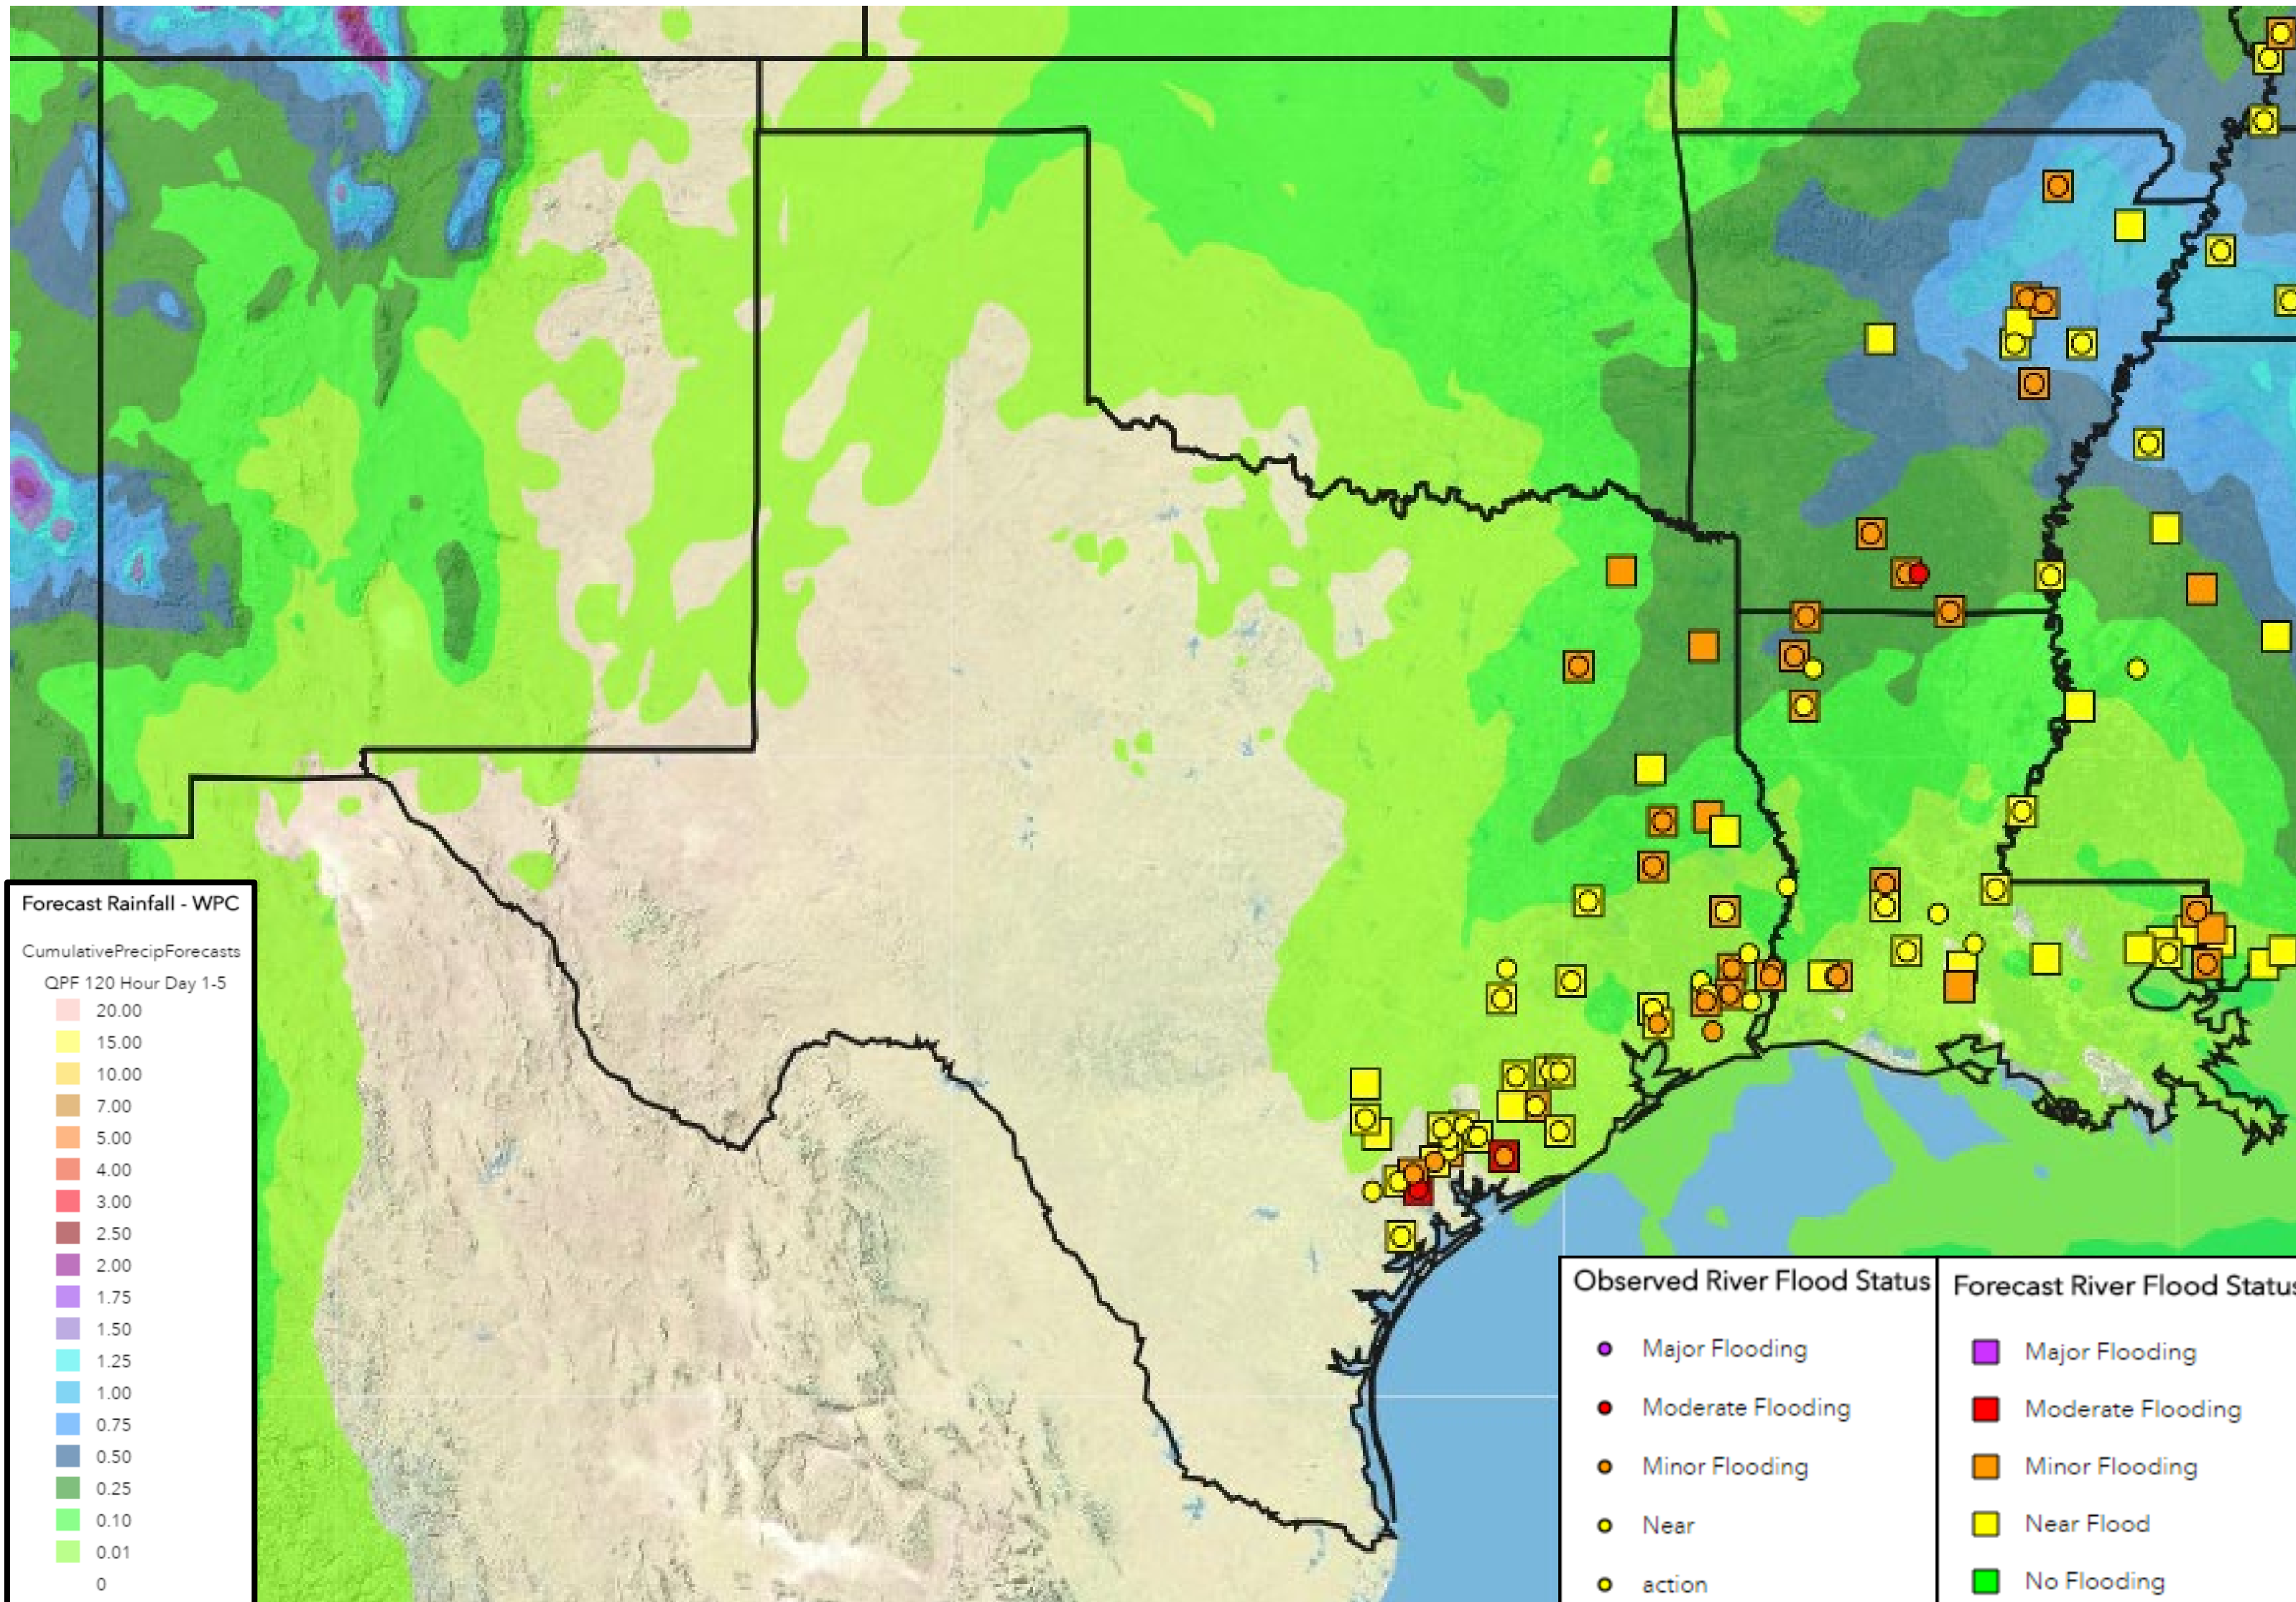 Forecast Rainfall - WPC
CumulativePrecipForecasts
QPF 120 Hour Day 1-5
20.00
15.00
10.00
7.00
5.00
4.00
3.00
2.50
2.00
1.75
1.50
1.25
1.00
0.75
0.50
0.25
0.10
0.01
0
Observed River Flood Status
Major Flooding
Moderate Flooding
Minor Flooding
Near
action
Forecast River Flood Status
Major Flooding
Moderate Flooding
Minor Flooding
Near Flood
No Flooding